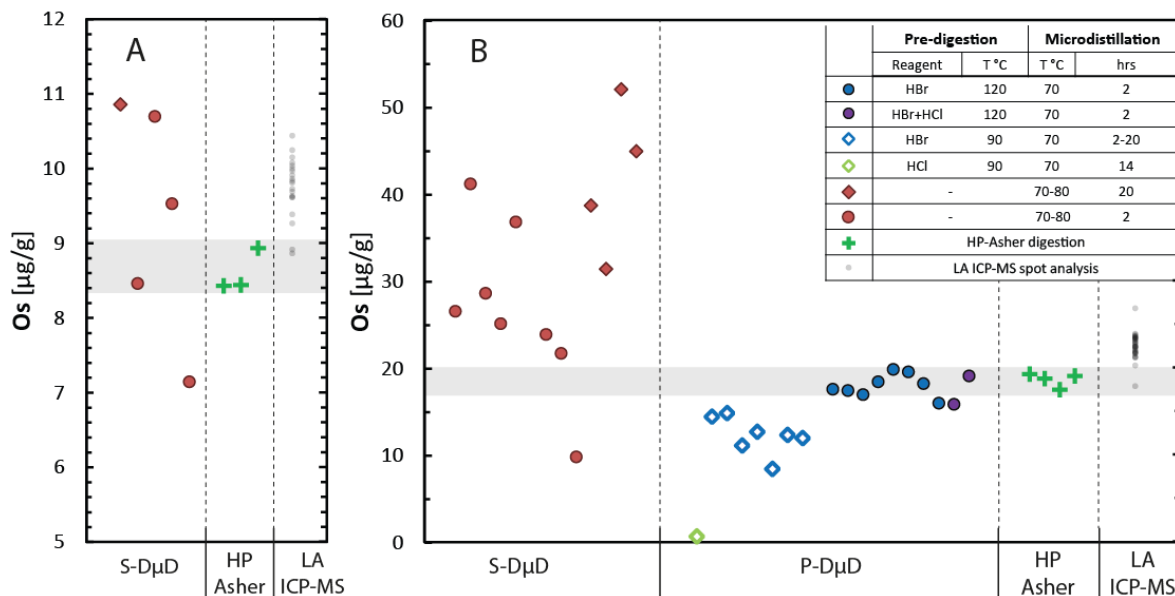 A
Os [µg/g]
12
11
10
9
8
7
6
5
S-DµD
HP
Asher
LA
ICP-MS
B
Os [µg/g]
60
50
40
30
20
10
0
S-DµD
P-DµD
HP
Asher
LA
ICP-MS
Pre-digestion Microdistillation
Reagent T °C T °C hrs
HBr 120 70 2
HBr+HCl 120 70 2
HBr 90 70 2-20
HCl 90 70 14
- 70-80 20
- 70-80 2
HP-Asher digestion
LA ICP-MS spot analysis